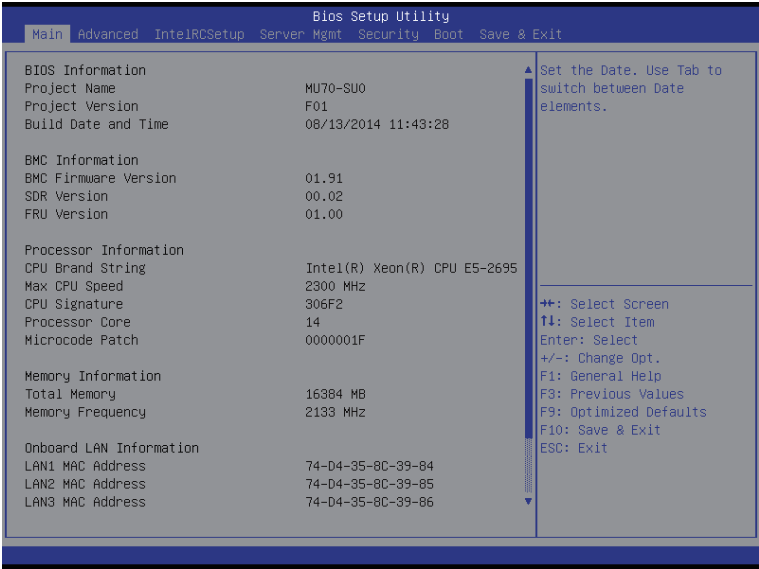 Bios Setup Utility
Main Advanced IntelRCSetup Server Mgmt Security Boot Save & Exit
BIOS Information
Project Name MU70-SU0
Project Version F01
Build Date and Time 08/13/2014 11:43:28
BMC Information
BMC Firmware Version 01.91
SDR Version 00.02
FRU Version 01.00
Processor Information
CPU Brand String Intel(R) Xeon(R) CPU E5-2695
Max CPU Speed 2300 MHz
CPU Signature 306F2
Processor Core 14
Microcode Patch 0000001F
Memory Information
Total Memory 16384 MB
Memory Frequency 2133 MHz
Onboard LAN Information
LAN1 MAC Address 74-D4-35-8C-39-84
LAN2 MAC Address 74-D4-35-8C-39-85
LAN3 MAC Address 74-D4-35-8C-39-86
Set the Date. Use Tab to
switch between Date
elements.
→←: Select Screen
↑↓: Select Item
Enter: Select
+/-: Change Opt.
F1: General Help
F3: Previous Values
F9: Optimized Defaults
F10: Save & Exit
ESC: Exit